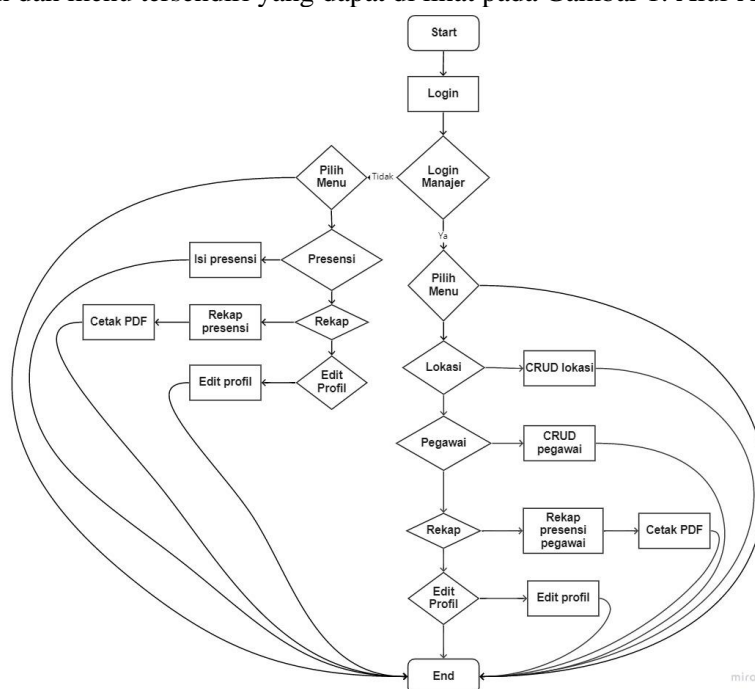 dan menu tersendiri yang dapat di lihat pada Gambar 1.
Start
Login
Login
Manajer
Tidak
Ya
Pilih
Menu
Presensi
Isi presensi
Rekap
Rekap
presensi
Cetak PDF
Edit
Profil
Edit profil
Pilih
Menu
Lokasi
CRUD lokasi
Pegawai
CRUD
pegawai
Rekap
Rekap
presensi
pegawai
Cetak PDF
Edit
Profil
Edit profil
End
miro